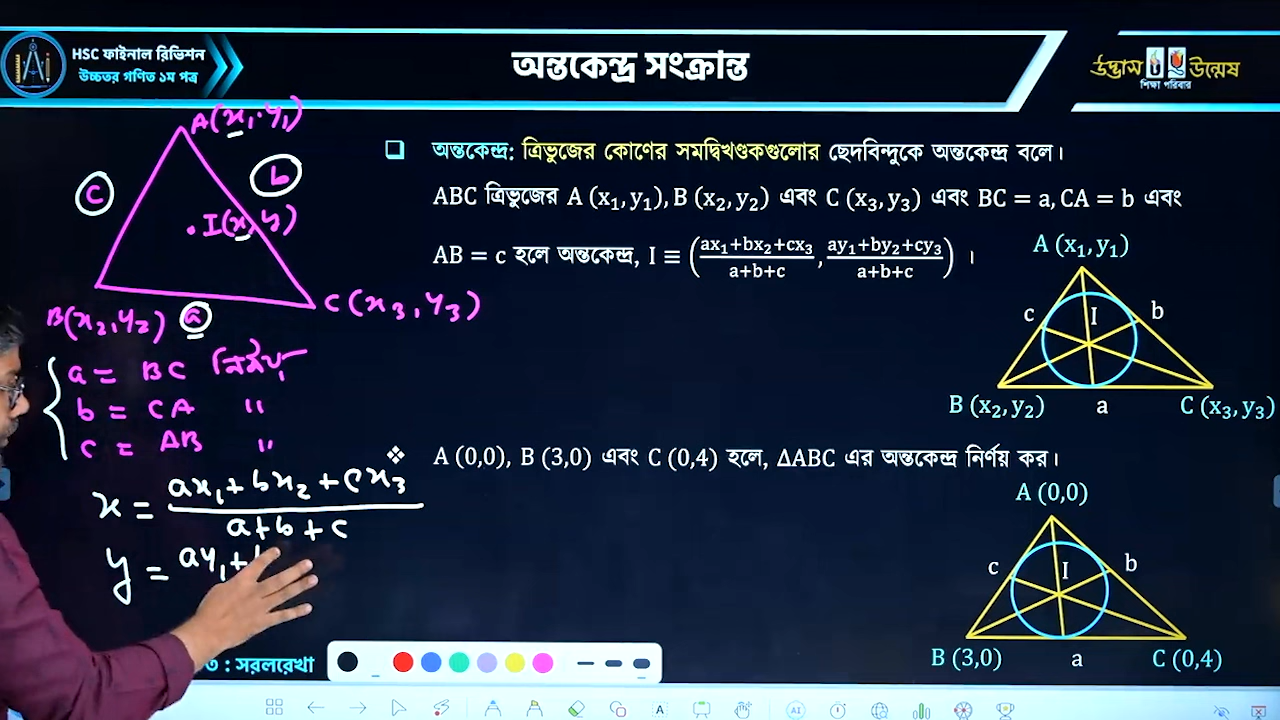 HSC ফাইনাল রিভিশন
উচ্চতর গণিত ১ম পত্র
অন্তকেন্দ্র সংক্রান্ত
উদ্ভাস উন্মেষ
শিক্ষা পরিবার
A(x₁, y₁)
c
b
I(x, y)
B(x₂, y₂)
a
C(x₃, y₃)
a = BC
b = CA "
c = AB "
x = (ax₁ + bx₂ + cx₃)/(a + b + c)
y = ay₁ +
❑ অন্তকেন্দ্র: ত্রিভুজের কোণের সমদ্বিখণ্ডকগুলোর ছেদবিন্দুকে অন্তকেন্দ্র বলে।
ABC ত্রিভুজের A (x₁, y₁), B (x₂, y₂) এবং C (x₃, y₃) এবং BC = a, CA = b এবং
AB = c হলে অন্তকেন্দ্র, I ≡ ((ax₁+bx₂+cx₃)/(a+b+c), (ay₁+by₂+cy₃)/(a+b+c)) ।
A (x₁, y₁)
c
I
b
B (x₂, y₂)
a
C (x₃, y₃)
❖ A (0,0), B (3,0) এবং C (0,4) হলে, ΔABC এর অন্তকেন্দ্র নির্ণয় কর।
A (0,0)
c
I
b
B (3,0)
a
C (0,4)
: সরলরেখা
A
AI